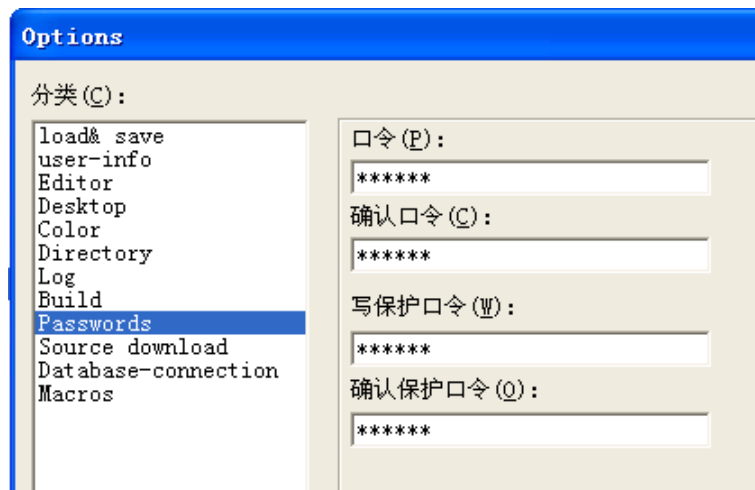 Options
分类(C):
load& save
user-info
Editor
Desktop
Color
Directory
Log
Build
Passwords
Source download
Database-connection
Macros
口令(P):
******
确认口令(C):
******
写保护口令(W):
******
确认保护口令(O):
******